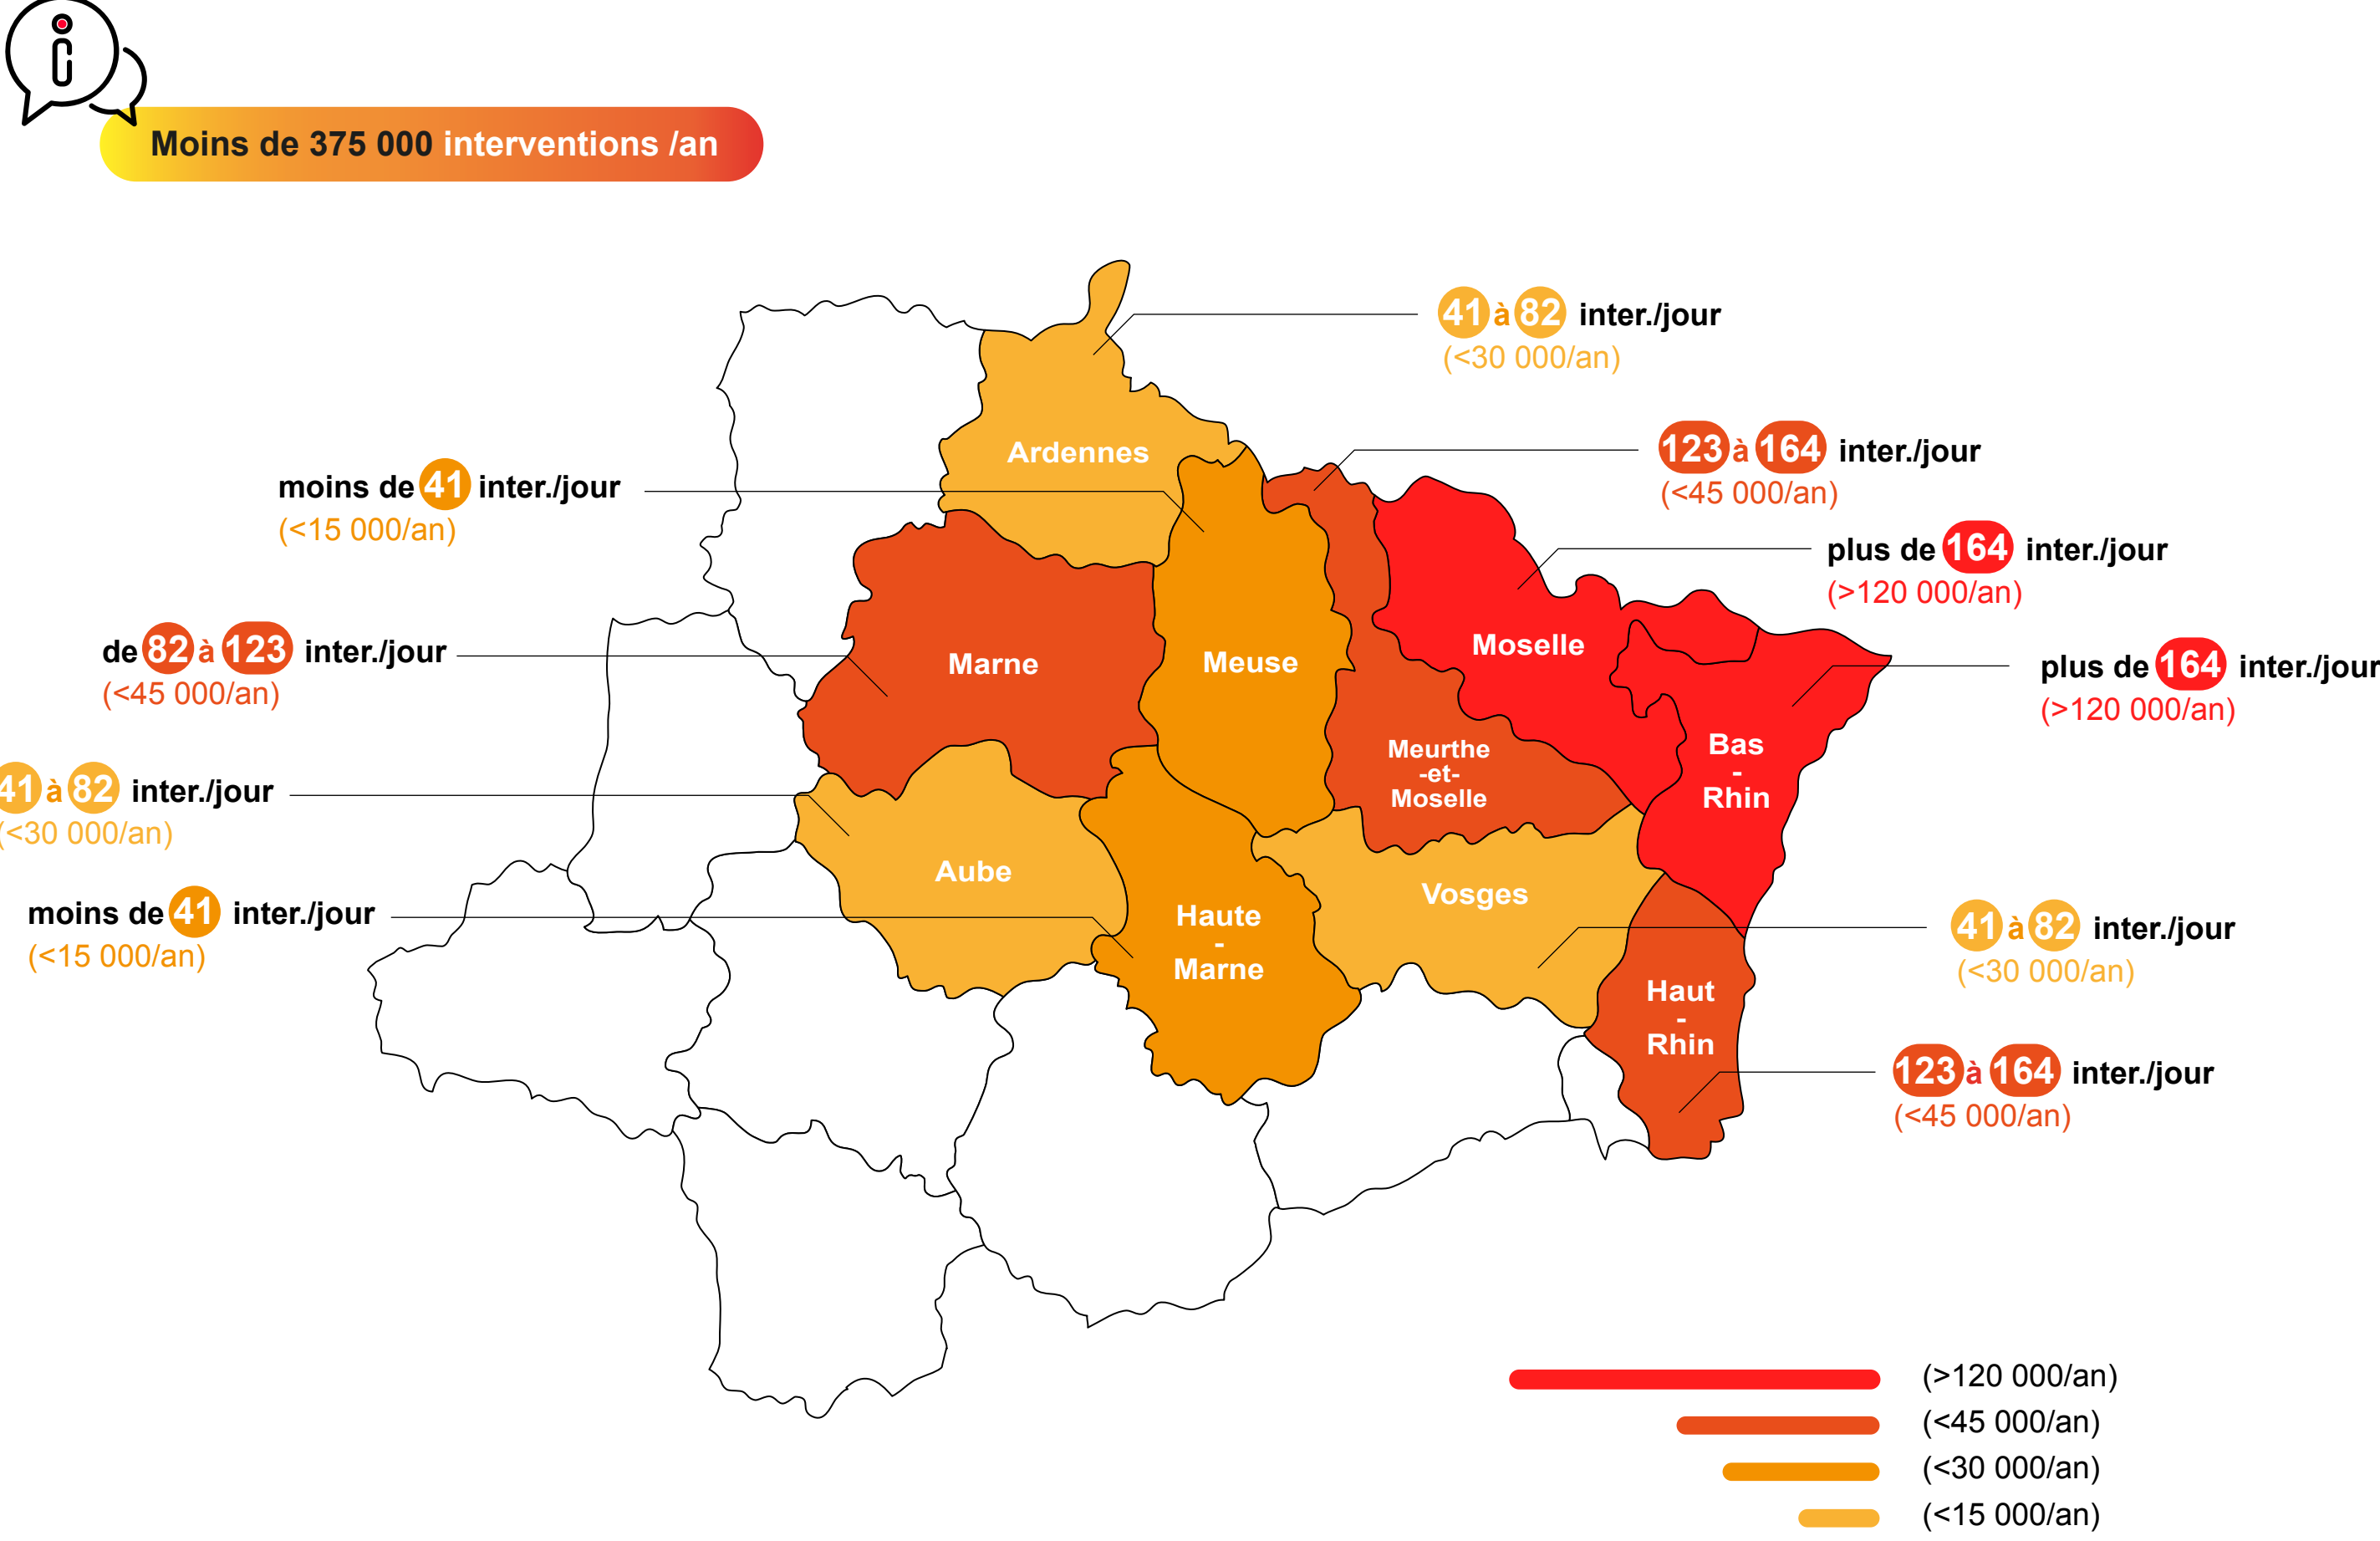 Moins de 375 000 interventions /an
41 à 82 inter./jour
(<30 000/an)
123 à 164 inter./jour
(<45 000/an)
moins de 41 inter./jour
(<15 000/an)
plus de 164 inter./jour
(>120 000/an)
de 82 à 123 inter./jour
(<45 000/an)
plus de 164 inter./jour
(>120 000/an)
41 à 82 inter./jour
(<30 000/an)
moins de 41 inter./jour
(<15 000/an)
41 à 82 inter./jour
(<30 000/an)
123 à 164 inter./jour
(<45 000/an)
Ardennes
Marne
Meuse
Moselle
Meurthe
-et-
Moselle
Bas
-
Rhin
Aube
Haute
-
Marne
Vosges
Haut
-
Rhin
(>120 000/an)
(<45 000/an)
(<30 000/an)
(<15 000/an)